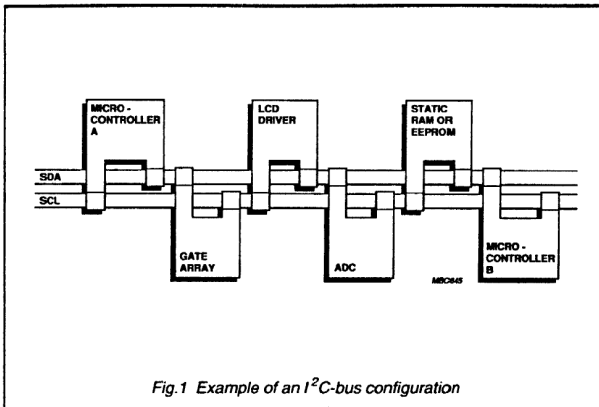 MICRO -
CONTROLLER
A
LCD
DRIVER
STATIC
RAM OR
EEPROM
SDA
SCL
GATE
ARRAY
ADC
MICRO -
CONTROLLER
B
MBC645
Fig.1 Example of an I²C-bus configuration